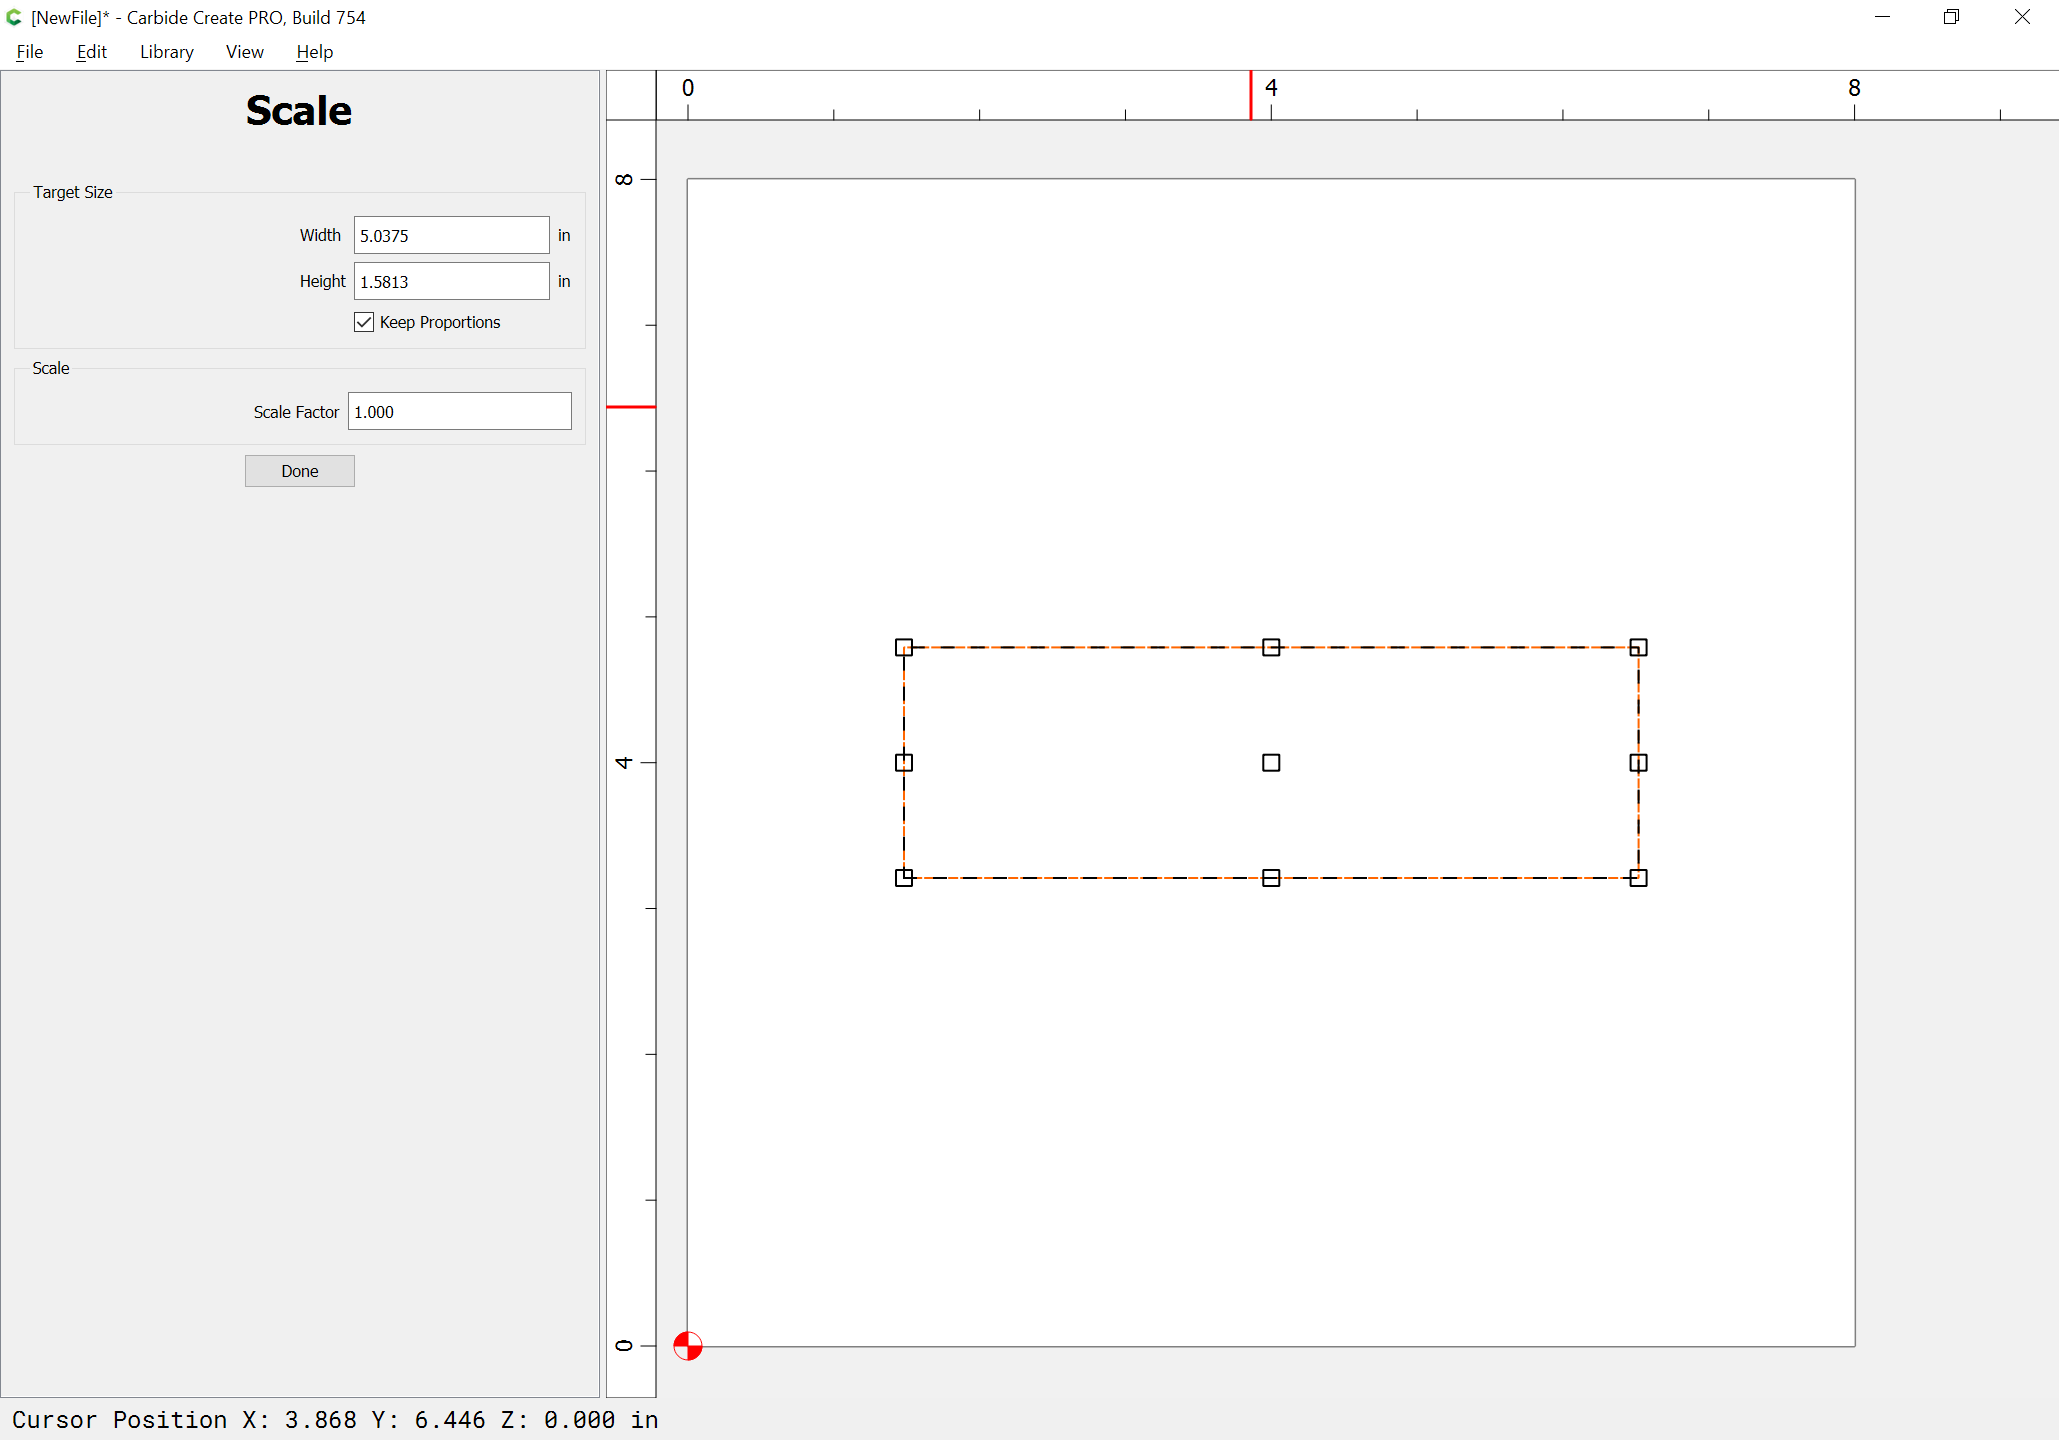 [NewFile]* - Carbide Create PRO, Build 754
File Edit Library View Help
Scale
Target Size
Width 5.0375 in
Height 1.5813 in
Keep Proportions
Scale
Scale Factor 1.000
Done
0 4 8
8
4
0
Cursor Position X: 3.868 Y: 6.446 Z: 0.000 in